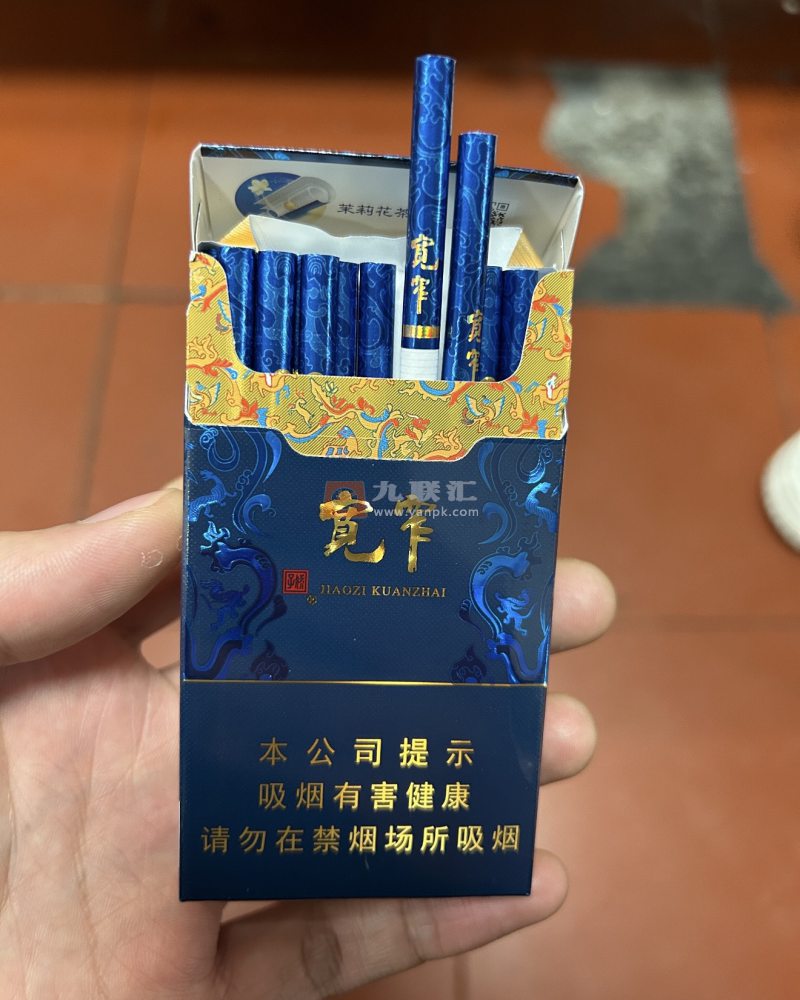 茉莉花茶
宽
窄
宽
窄
九联汇
www.yanpk.com
宽窄
娇子
JIAOZI KUANZHAI
本公司提示
吸烟有害健康
请勿在禁烟场所吸烟